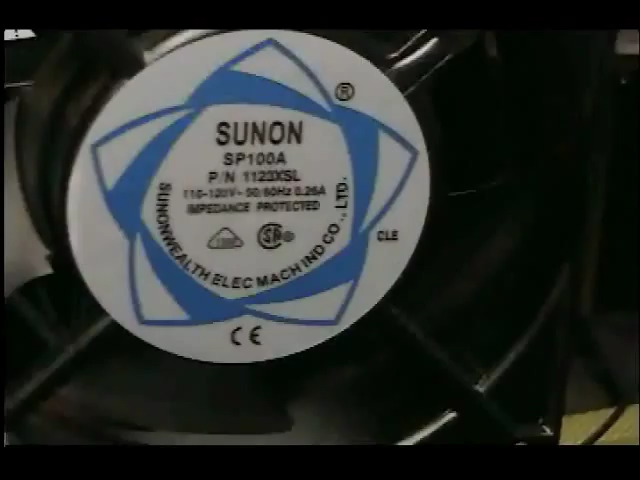 ®
SUNON
SP100A
P/N 1123XSL
110-120V~ 50/60Hz 0.26A
IMPEDANCE PROTECTED
SUNONWEALTH ELEC MACH IND CO., LTD.
CLE
CE